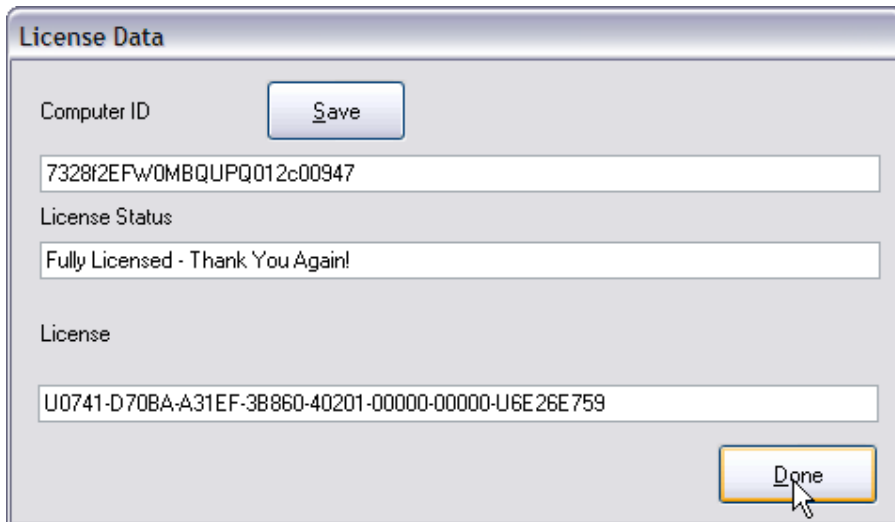 License Data
Computer ID Save
7328f2EFW0MBQUPQ012c00947
License Status
Fully Licensed - Thank You Again!
License
U0741-D70BA-A31EF-3B860-40201-00000-00000-U6E26E759
Done